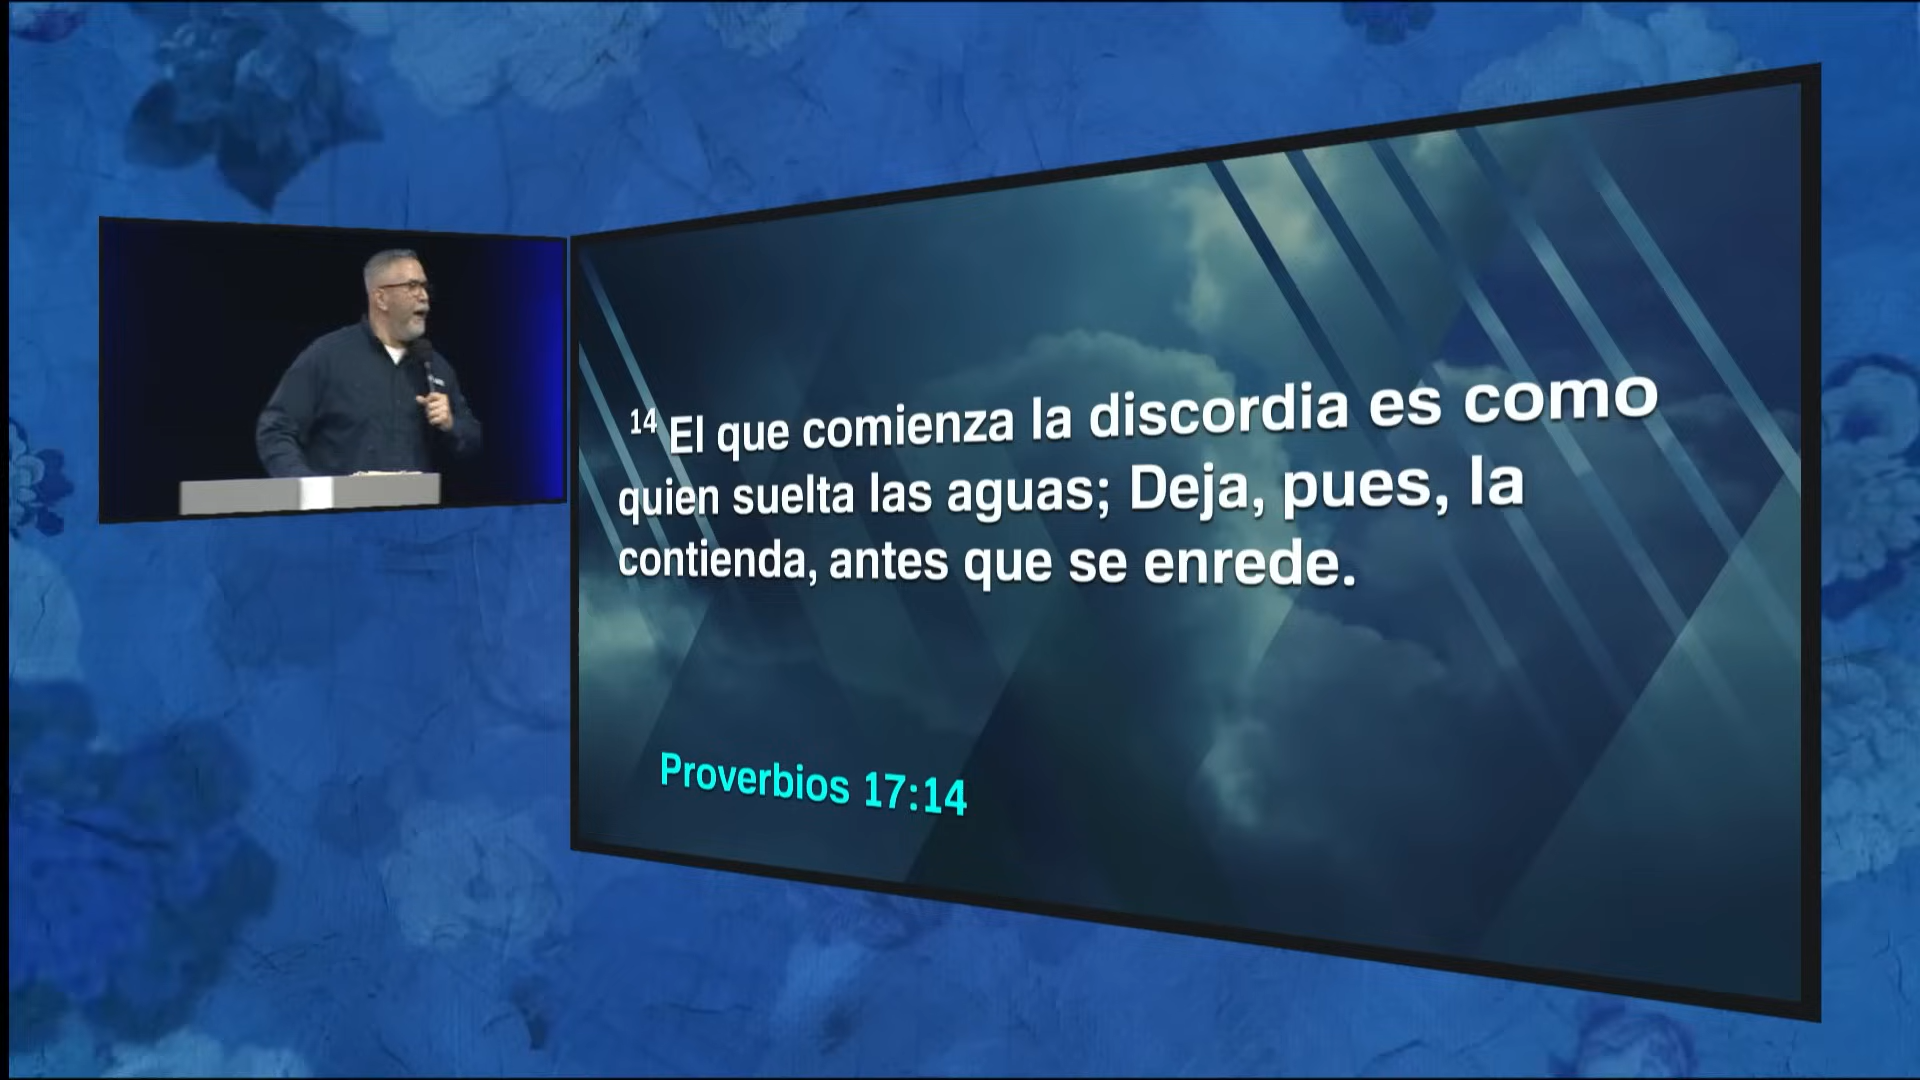 14 El que comienza la discordia es como
quien suelta las aguas; Deja, pues, la
contienda, antes que se enrede.
Proverbios 17:14